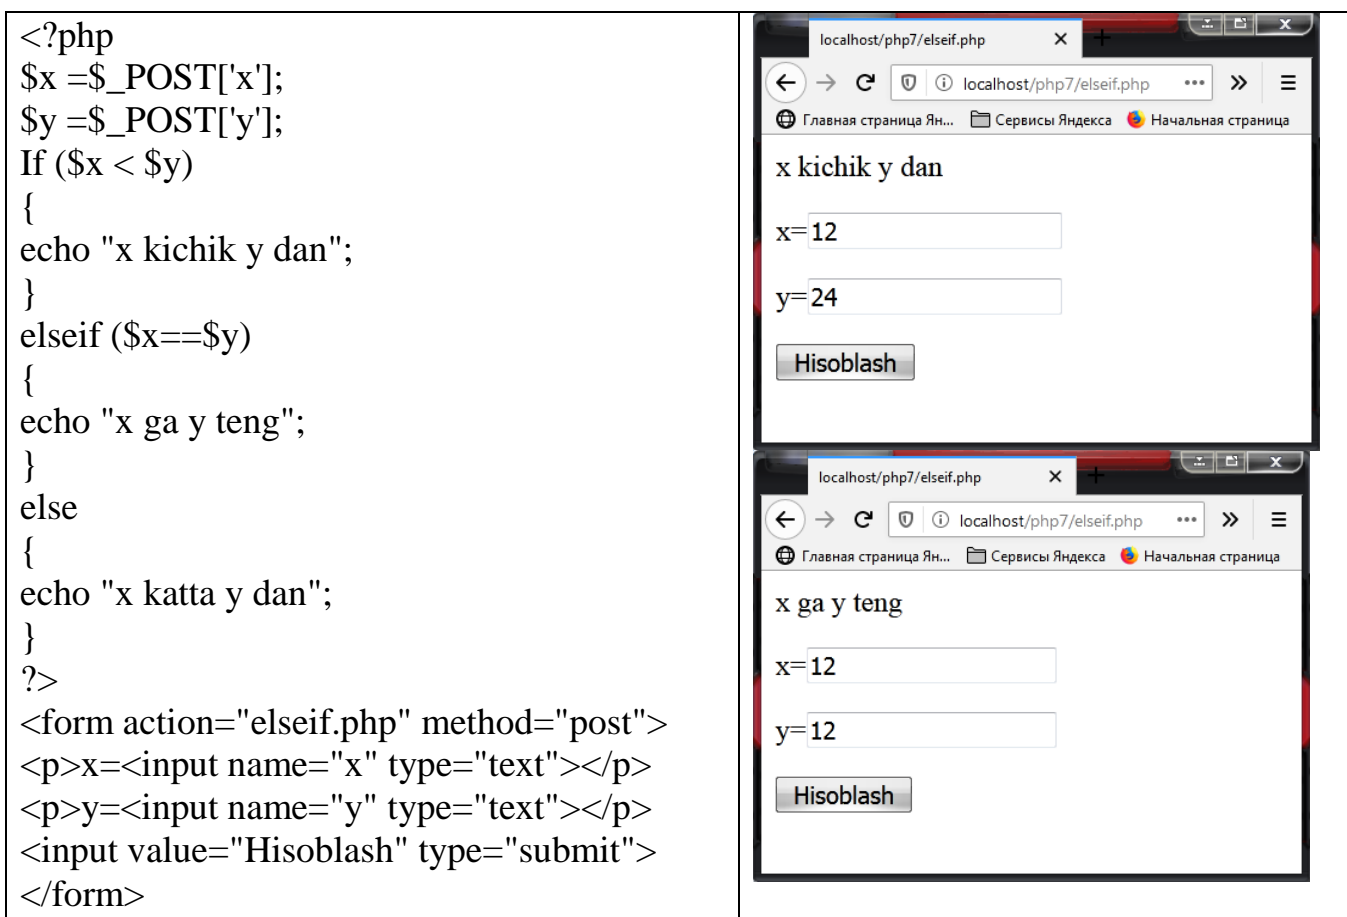 <?php
$x =$_POST['x'];
$y =$_POST['y'];
If ($x < $y)
{
echo "x kichik y dan";
}
elseif ($x==$y)
{
echo "x ga y teng";
}
else
{
echo "x katta y dan";
}
?>
<form action="elseif.php" method="post">
<p>x=<input name="x" type="text"></p>
<p>y=<input name="y" type="text"></p>
<input value="Hisoblash" type="submit">
</form>
localhost/php7/elseif.php
localhost/php7/elseif.php
Главная страница Ян... Сервисы Яндекса Начальная страница
x kichik y dan
x=12
y=24
Hisoblash
localhost/php7/elseif.php
localhost/php7/elseif.php
Главная страница Ян... Сервисы Яндекса Начальная страница
x ga y teng
x=12
y=12
Hisoblash